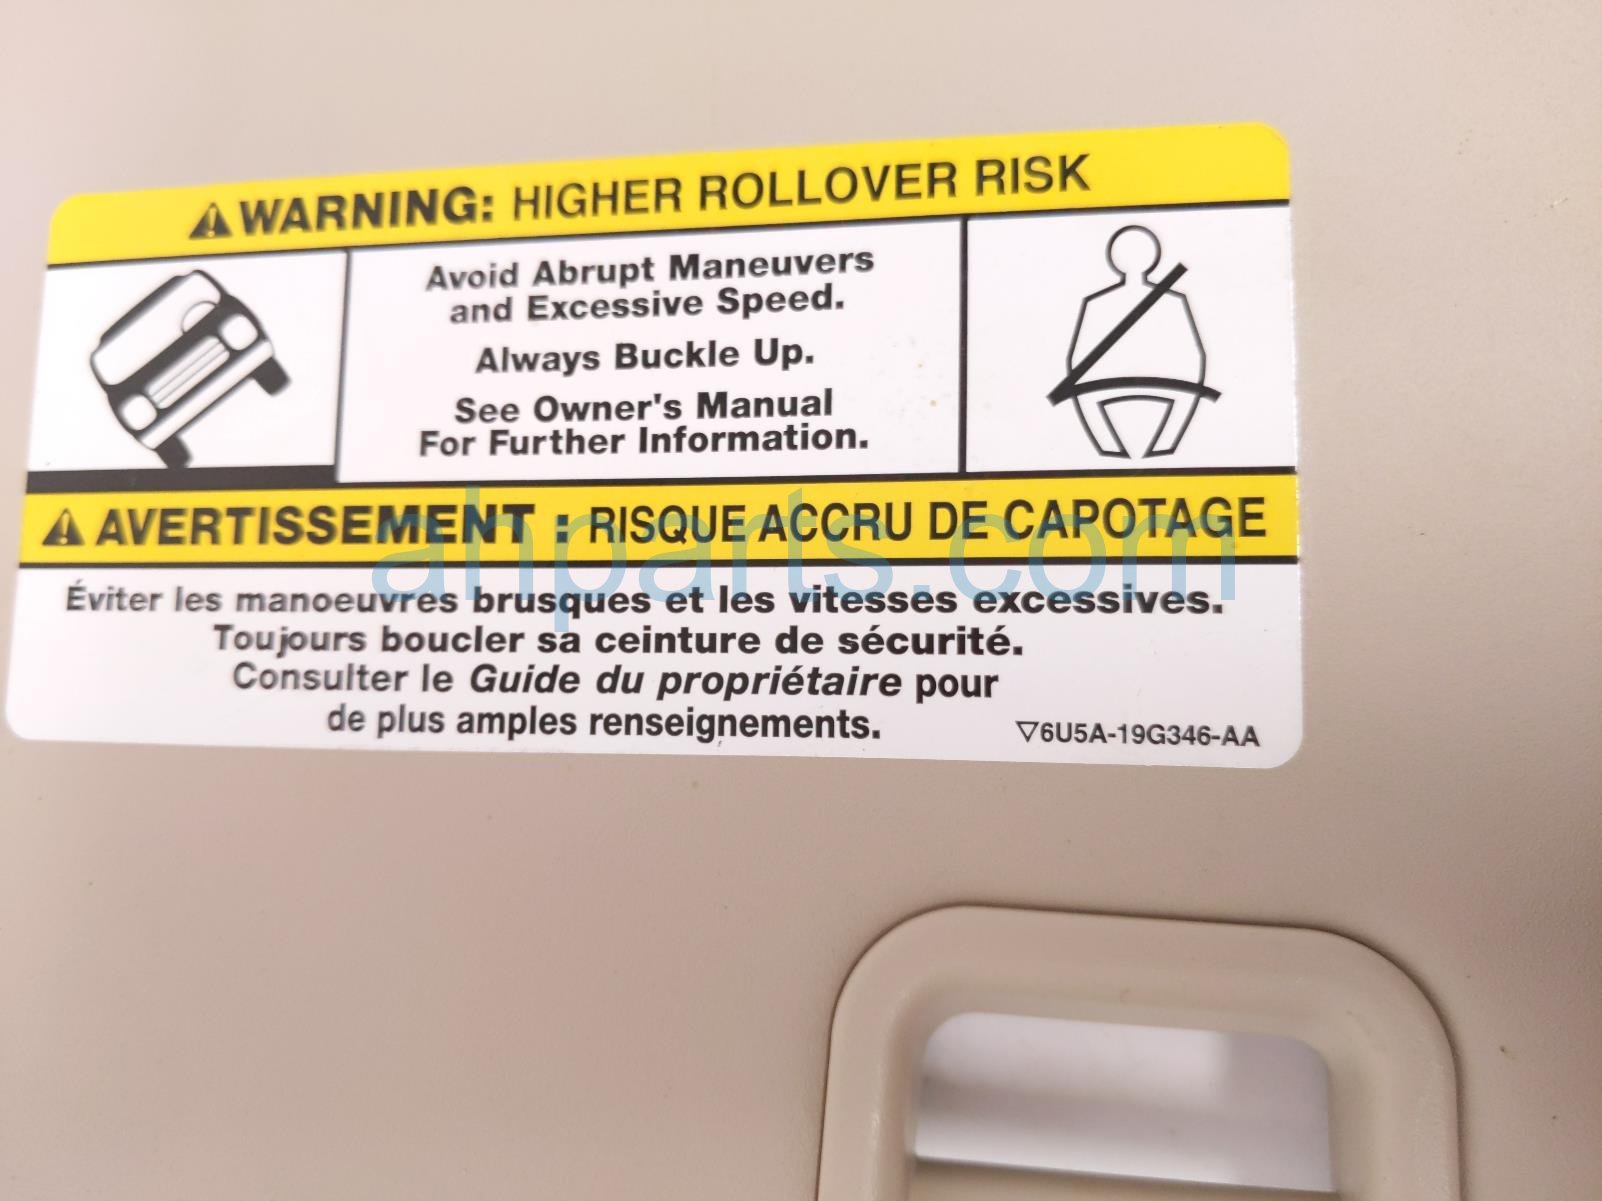 ⚠ WARNING: HIGHER ROLLOVER RISK
Avoid Abrupt Maneuvers
and Excessive Speed.
Always Buckle Up.
See Owner's Manual
For Further Information.
⚠ AVERTISSEMENT : RISQUE ACCRU DE CAPOTAGE
ahparts.com
Éviter les manoeuvres brusques et les vitesses excessives.
Toujours boucler sa ceinture de sécurité.
Consulter le Guide du propriétaire pour
de plus amples renseignements.
▽6U5A-19G346-AA